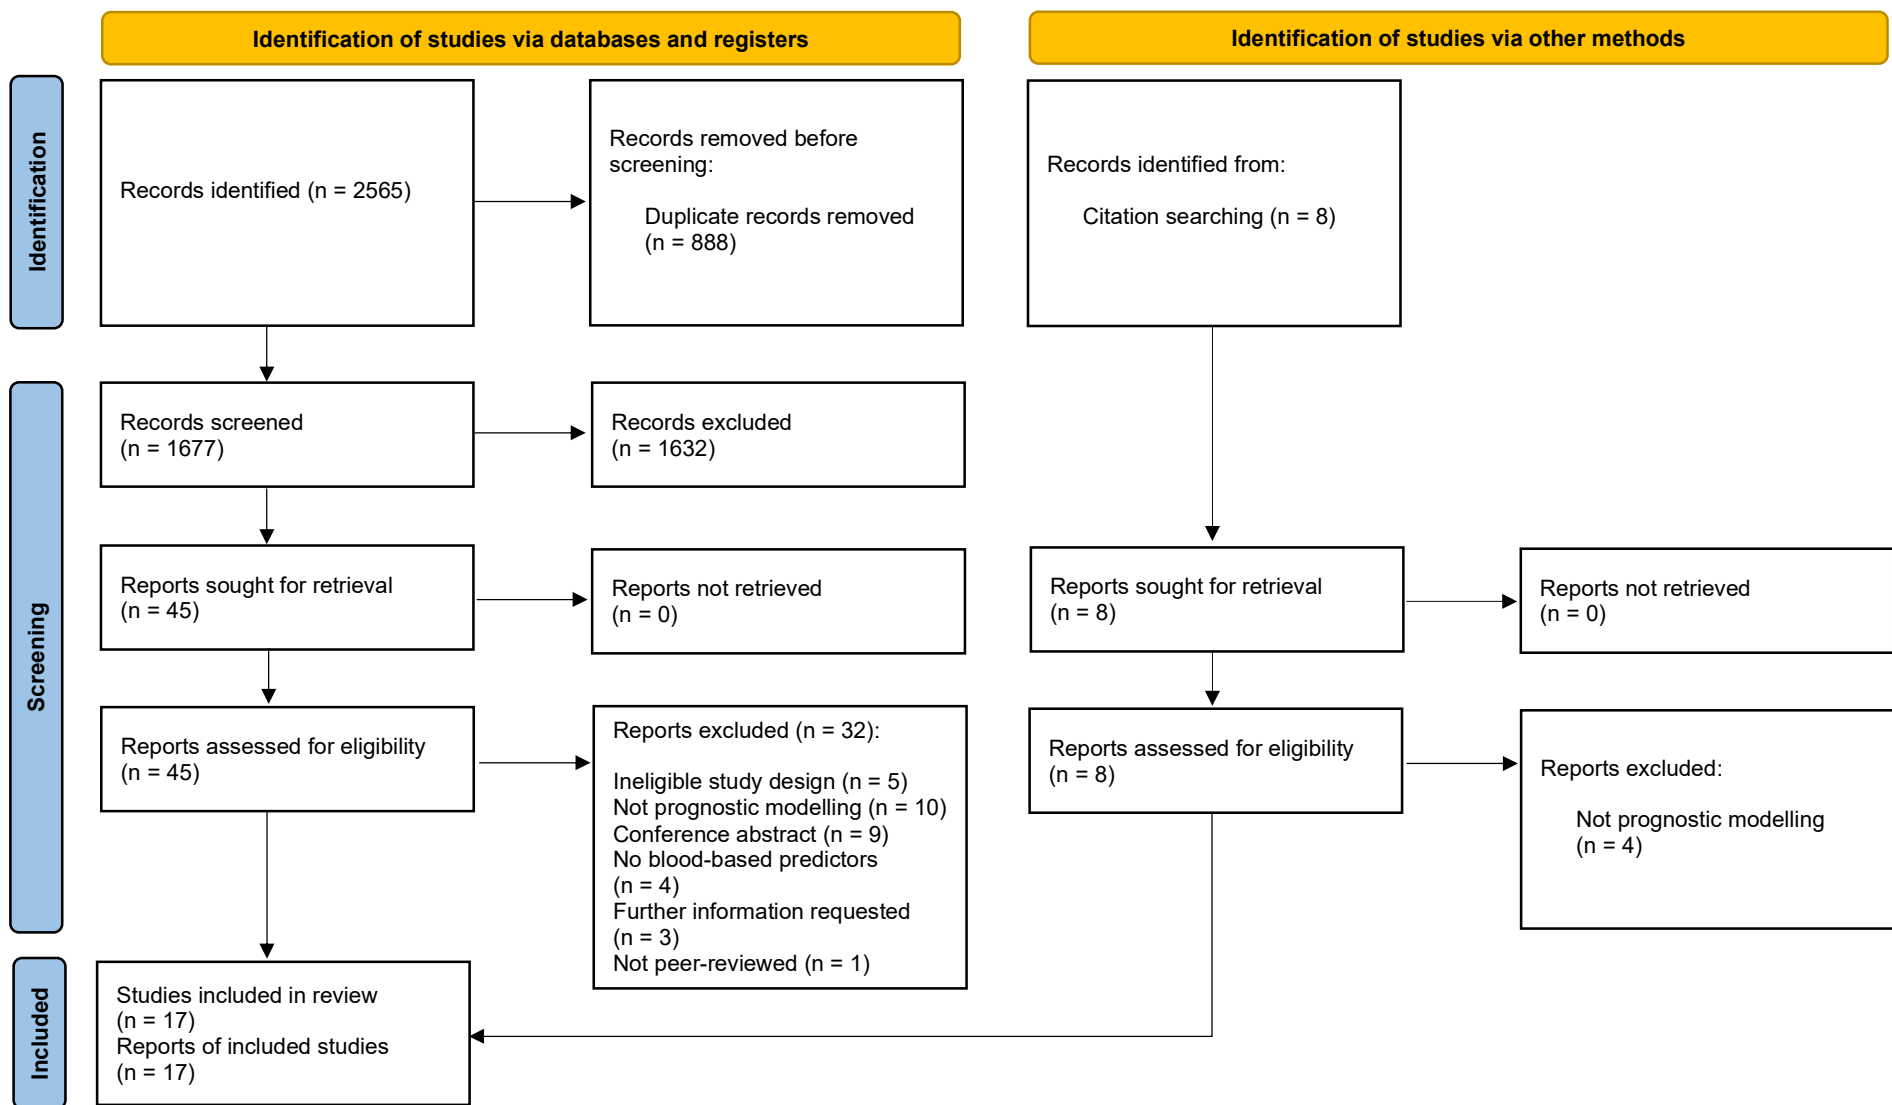 Identification of studies via databases and registers
Identification of studies via other methods
Identification
Records identified (n = 2565)
Records removed before
screening:
Duplicate records removed
(n = 888)
Records identified from:
Citation searching (n = 8)
Screening
Records screened
(n = 1677)
Records excluded
(n = 1632)
Reports sought for retrieval
(n = 45)
Reports not retrieved
(n = 0)
Reports sought for retrieval
(n = 8)
Reports not retrieved
(n = 0)
Reports assessed for eligibility
(n = 45)
Reports excluded (n = 32):
Ineligible study design (n = 5)
Not prognostic modelling (n = 10)
Conference abstract (n = 9)
No blood-based predictors
(n = 4)
Further information requested
(n = 3)
Not peer-reviewed (n = 1)
Reports assessed for eligibility
(n = 8)
Reports excluded:
Not prognostic modelling
(n = 4)
Included
Studies included in review
(n = 17)
Reports of included studies
(n = 17)